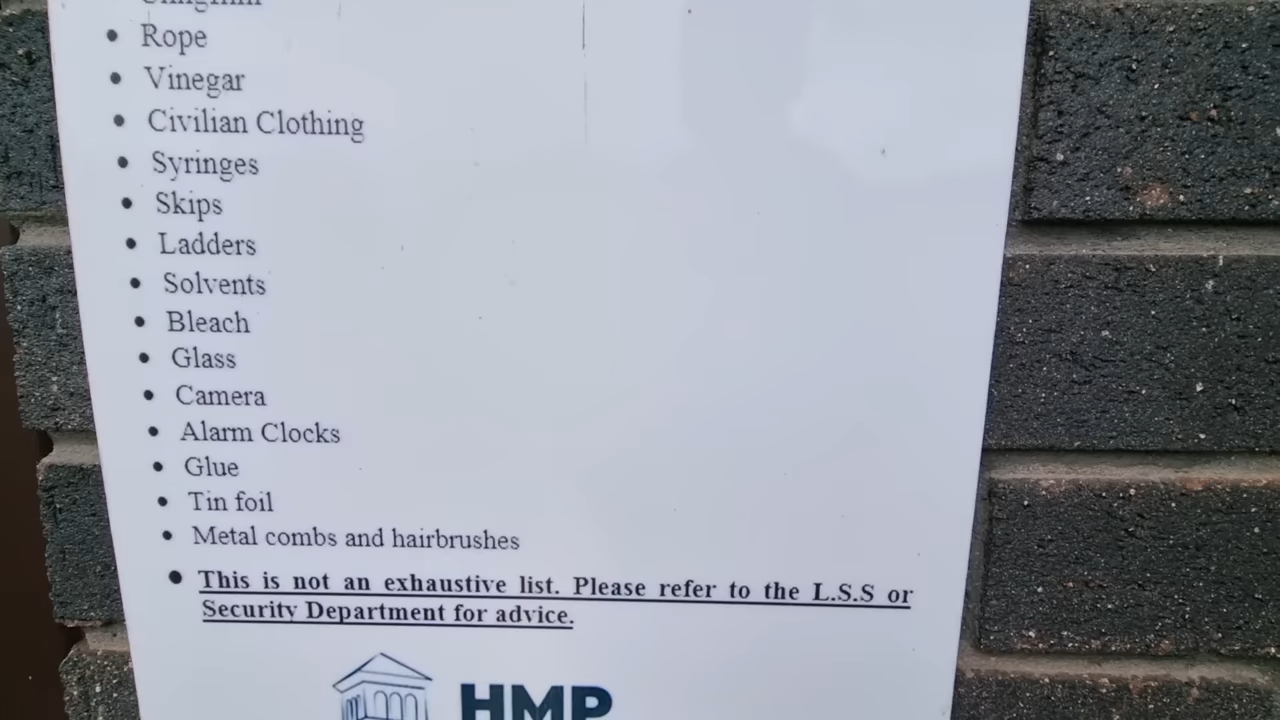 • Rope
• Vinegar
• Civilian Clothing
• Syringes
• Skips
• Ladders
• Solvents
• Bleach
• Glass
• Camera
• Alarm Clocks
• Glue
• Tin foil
• Metal combs and hairbrushes
• This is not an exhaustive list. Please refer to the L.S.S or
Security Department for advice.
HMP